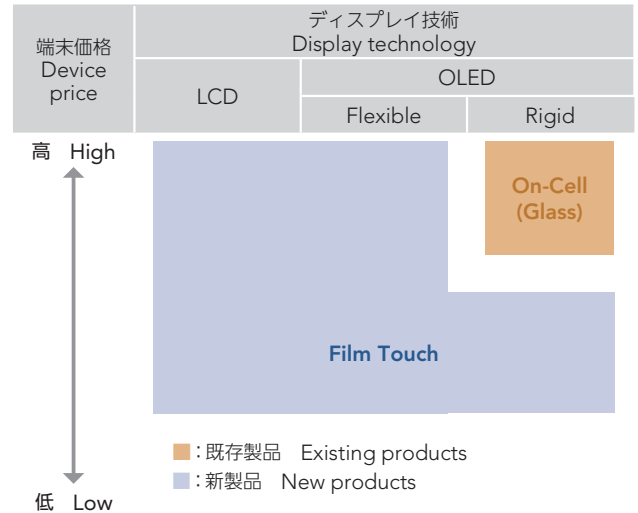 端末価格
Device
price
ディスプレイ技術
Display technology
LCD
OLED
Flexible
Rigid
高 High
On-Cell
(Glass)
Film Touch
：既存製品 Existing products
：新製品 New products
低 Low